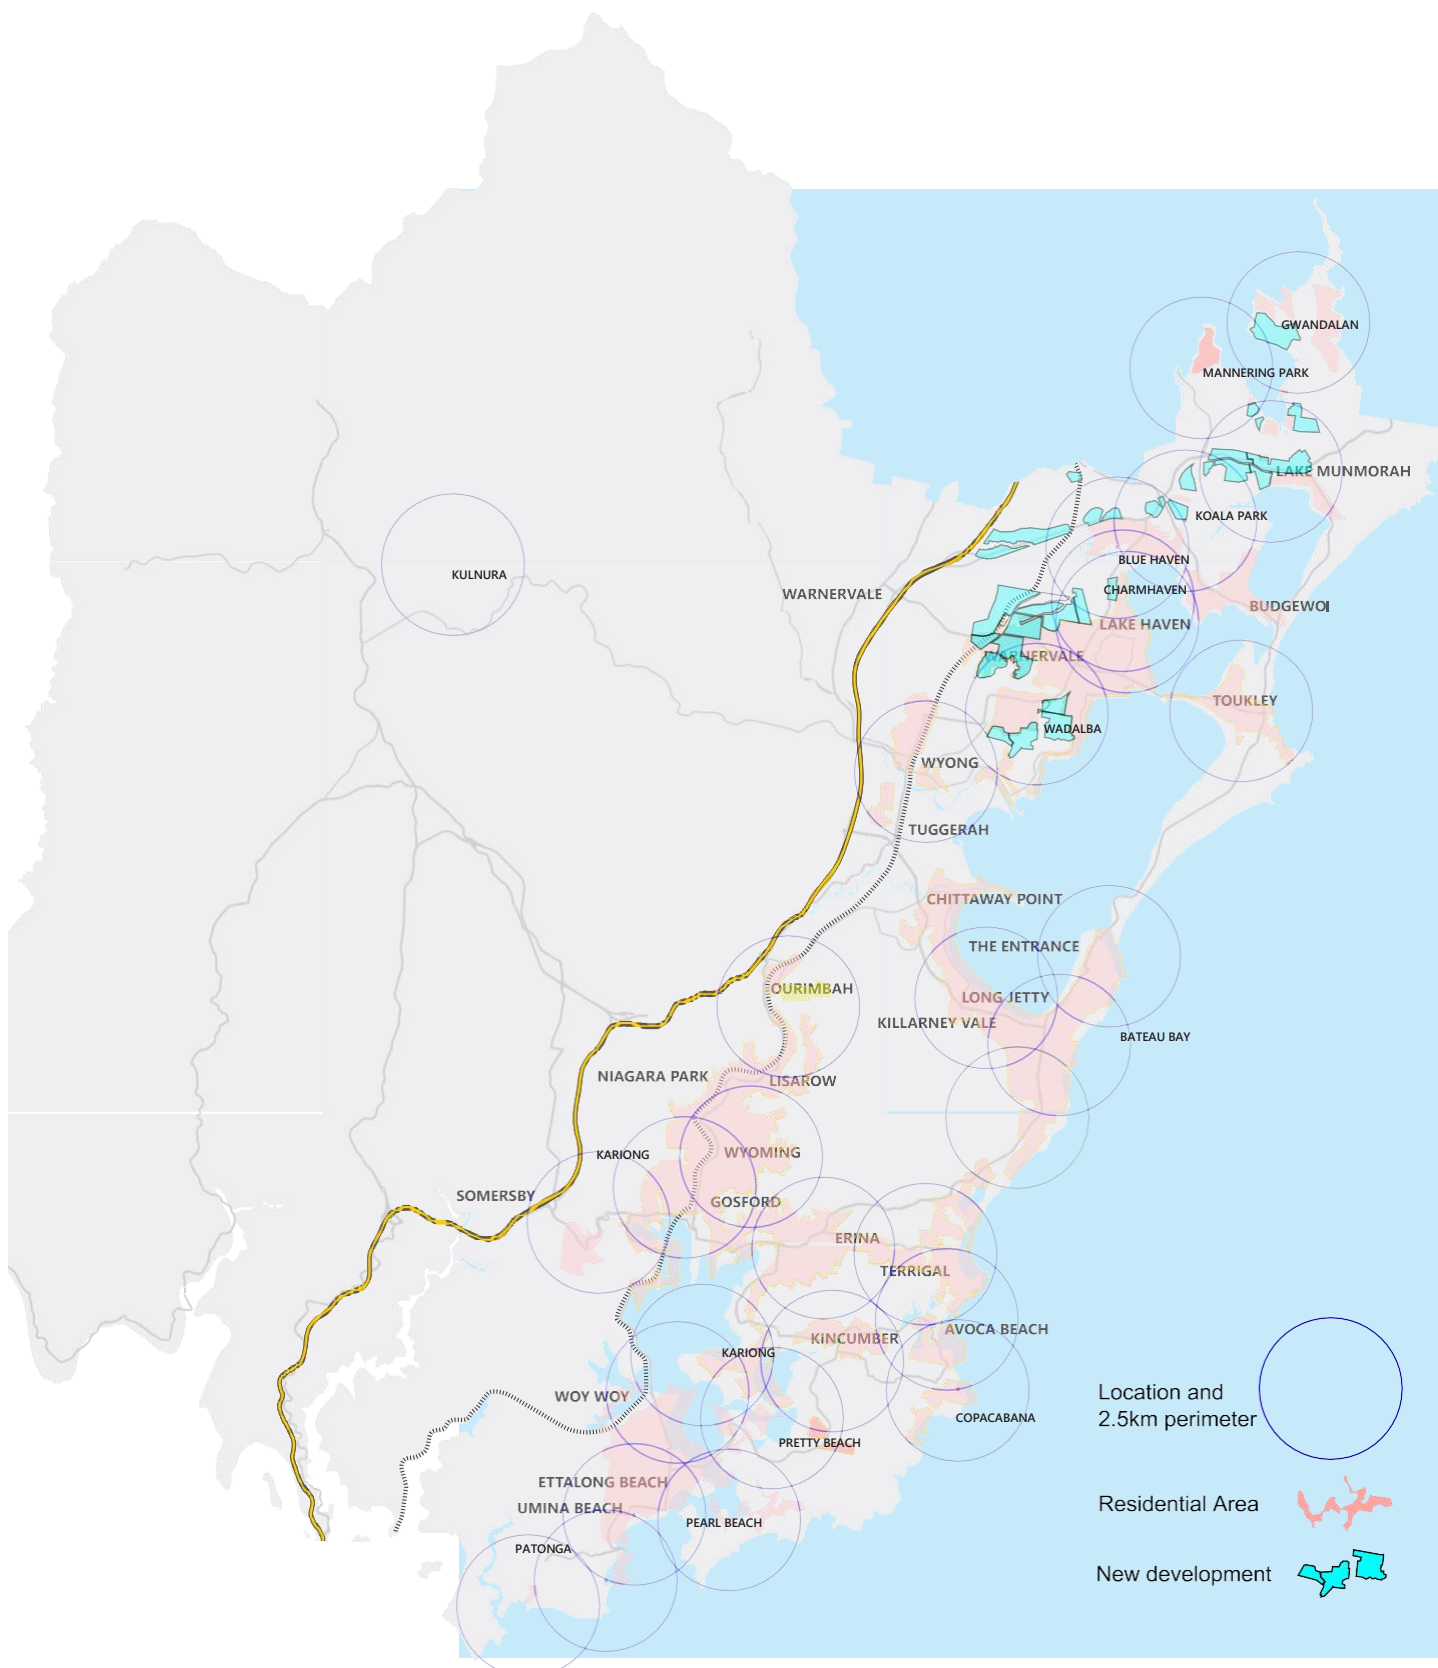 GWANDALAN
MANNERING PARK
LAKE MUNMORAH
KOALA PARK
BLUE HAVEN
KULNURA
CHARMHAVEN
WARNERVALE
BUDGEWOI
LAKE HAVEN
WARNERVALE
TOUKLEY
WADALBA
WYONG
TUGGERAH
CHITTAWAY POINT
THE ENTRANCE
OURIMBAH
LONG JETTY
KILLARNEY VALE
BATEAU BAY
NIAGARA PARK
LISAROW
KARIONG
WYOMING
SOMERSBY
GOSFORD
ERINA
TERRIGAL
AVOCA BEACH
KINCUMBER
KARIONG
Location and
2.5km perimeter
WOY WOY
COPACABANA
PRETTY BEACH
ETTALONG BEACH
Residential Area
UMINA BEACH
PEARL BEACH
PATONGA
New development